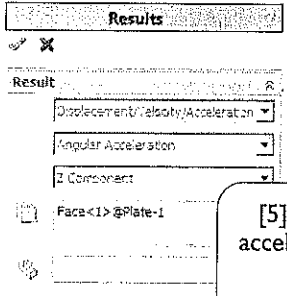 Results
Result
Displacement/Velocity/Acceleration
Angular Acceleration
Z Component
Face<1>@Plate-1
[5]
accel